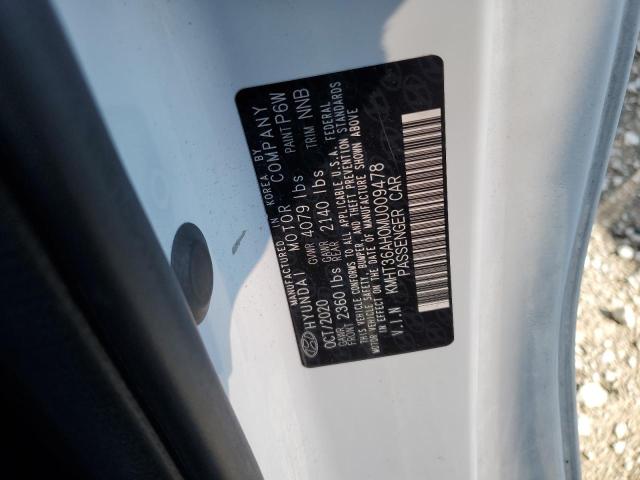 MANUFACTURED IN KOREA BY
HYUNDAI MOTOR COMPANY
OCT/2020 GVWR 4079 lbs PAINT P6W
GAWR FRONT 2360 lbs GAWR REAR 2140 lbs TRIM NNB
THIS VEHICLE CONFORMS TO ALL APPLICABLE U.S.A. FEDERAL
MOTOR VEHICLE SAFETY, BUMPER, AND THEFT PREVENTION STANDARDS
IN EFFECT ON THE DATE OF MANUFACTURE SHOWN ABOVE
V.I.N KMHT36AH0MU009478
PASSENGER CAR